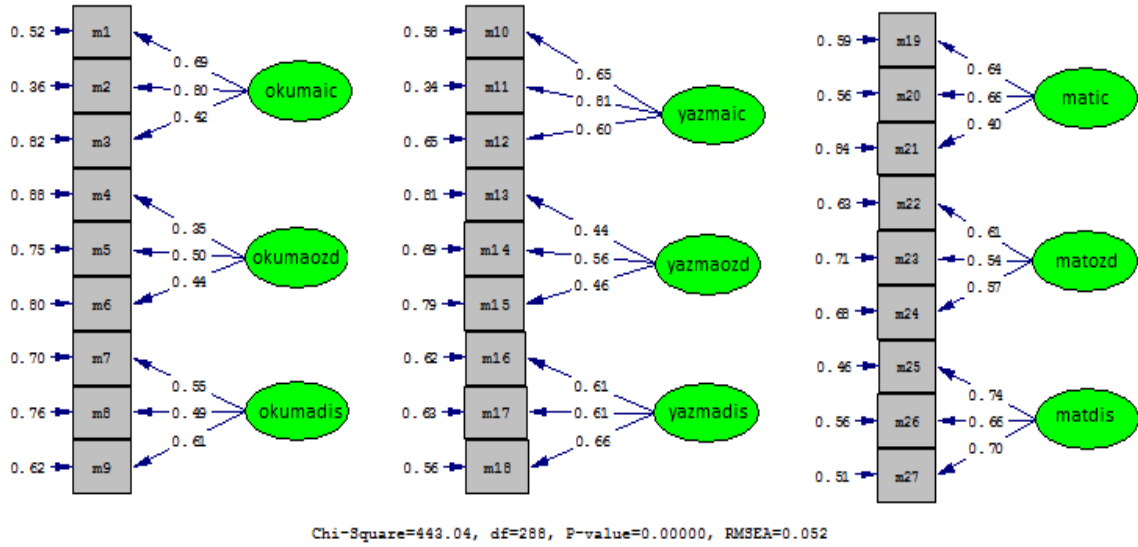 0.52 m1
0.69
0.36 m2 0.80 okumaic
0.42
0.82 m3
0.88 m4
0.35
0.75 m5 0.50 okumaozd
0.44
0.80 m6
0.70 m7
0.55
0.76 m8 0.49 okumadis
0.61
0.62 m9
0.58 m10
0.65
0.34 m11 0.81 yazmaic
0.65 m12 0.60
0.81 m13
0.44
0.69 m14 0.56 yazmaozd
0.46
0.79 m15
0.62 m16
0.61
0.63 m17 0.61 yazmadis
0.66
0.56 m18
0.59 m19
0.64
0.56 m20 0.66 matic
0.40
0.84 m21
0.63 m22
0.61
0.71 m23 0.54 matozd
0.57
0.68 m24
0.46 m25
0.74
0.56 m26 0.66 matdis
0.70
0.51 m27
Chi-Square=443.04, df=288, P-value=0.00000, RMSEA=0.052